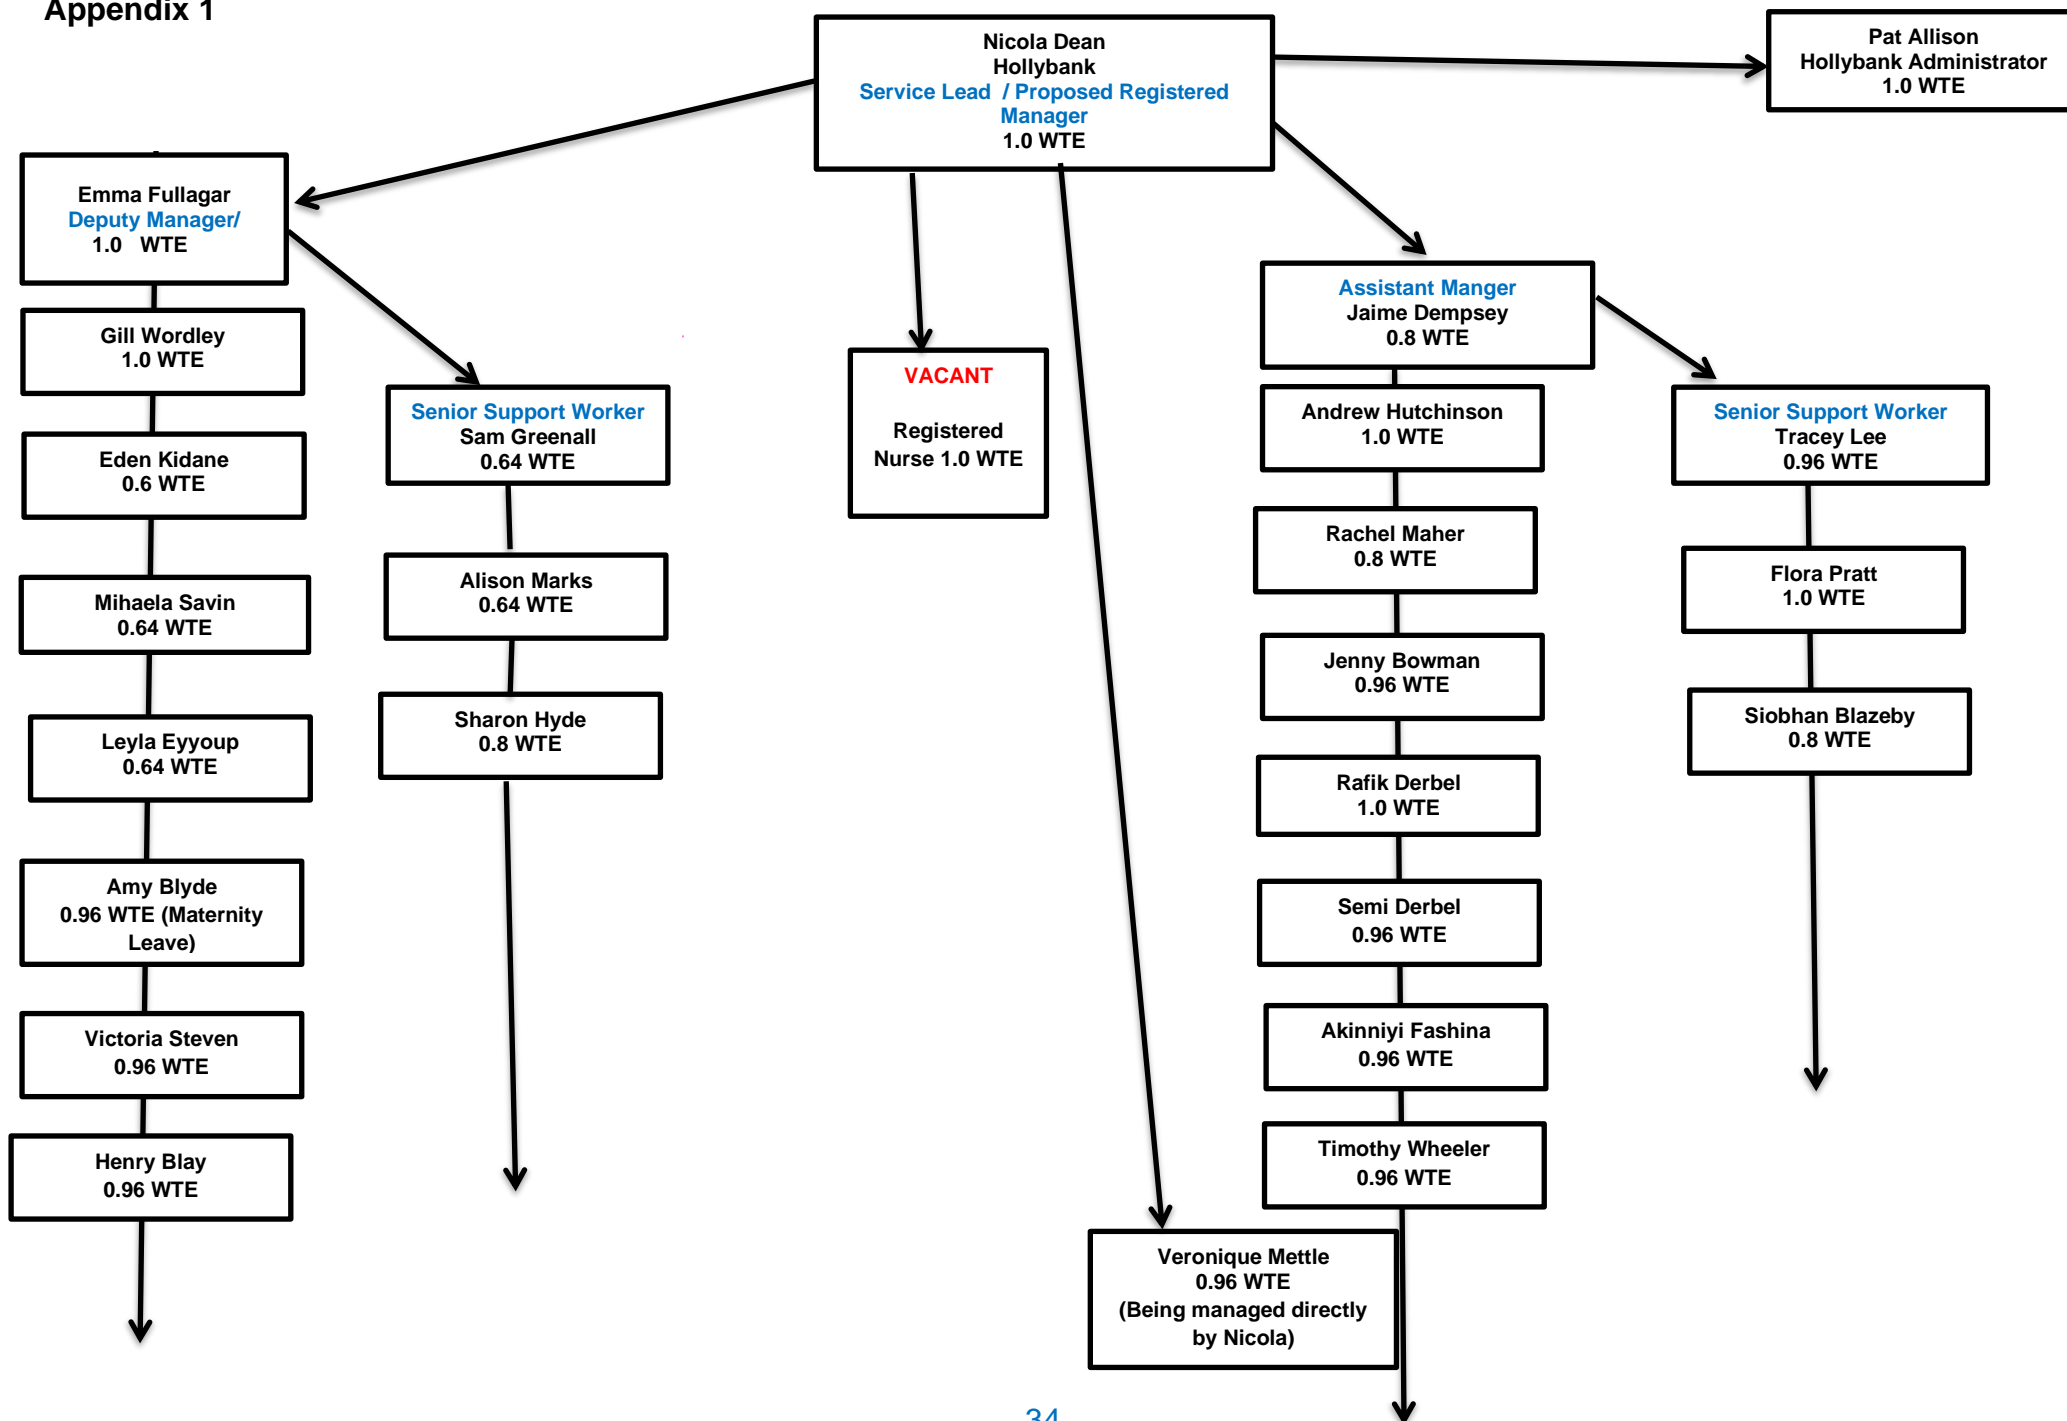 Appendix 1
Nicola Dean
Hollybank
Service Lead / Proposed Registered
Manager
1.0 WTE
Pat Allison
Hollybank Administrator
1.0 WTE
Emma Fullagar
Deputy Manager/
1.0 WTE
Gill Wordley
1.0 WTE
Eden Kidane
0.6 WTE
Mihaela Savin
0.64 WTE
Leyla Eyyoup
0.64 WTE
Amy Blyde
0.96 WTE (Maternity
Leave)
Victoria Steven
0.96 WTE
Henry Blay
0.96 WTE
Senior Support Worker
Sam Greenall
0.64 WTE
Alison Marks
0.64 WTE
Sharon Hyde
0.8 WTE
VACANT
Registered
Nurse 1.0 WTE
Veronique Mettle
0.96 WTE
(Being managed directly
by Nicola)
Assistant Manger
Jaime Dempsey
0.8 WTE
Andrew Hutchinson
1.0 WTE
Rachel Maher
0.8 WTE
Jenny Bowman
0.96 WTE
Rafik Derbel
1.0 WTE
Semi Derbel
0.96 WTE
Akinniyi Fashina
0.96 WTE
Timothy Wheeler
0.96 WTE
Senior Support Worker
Tracey Lee
0.96 WTE
Flora Pratt
1.0 WTE
Siobhan Blazeby
0.8 WTE
34